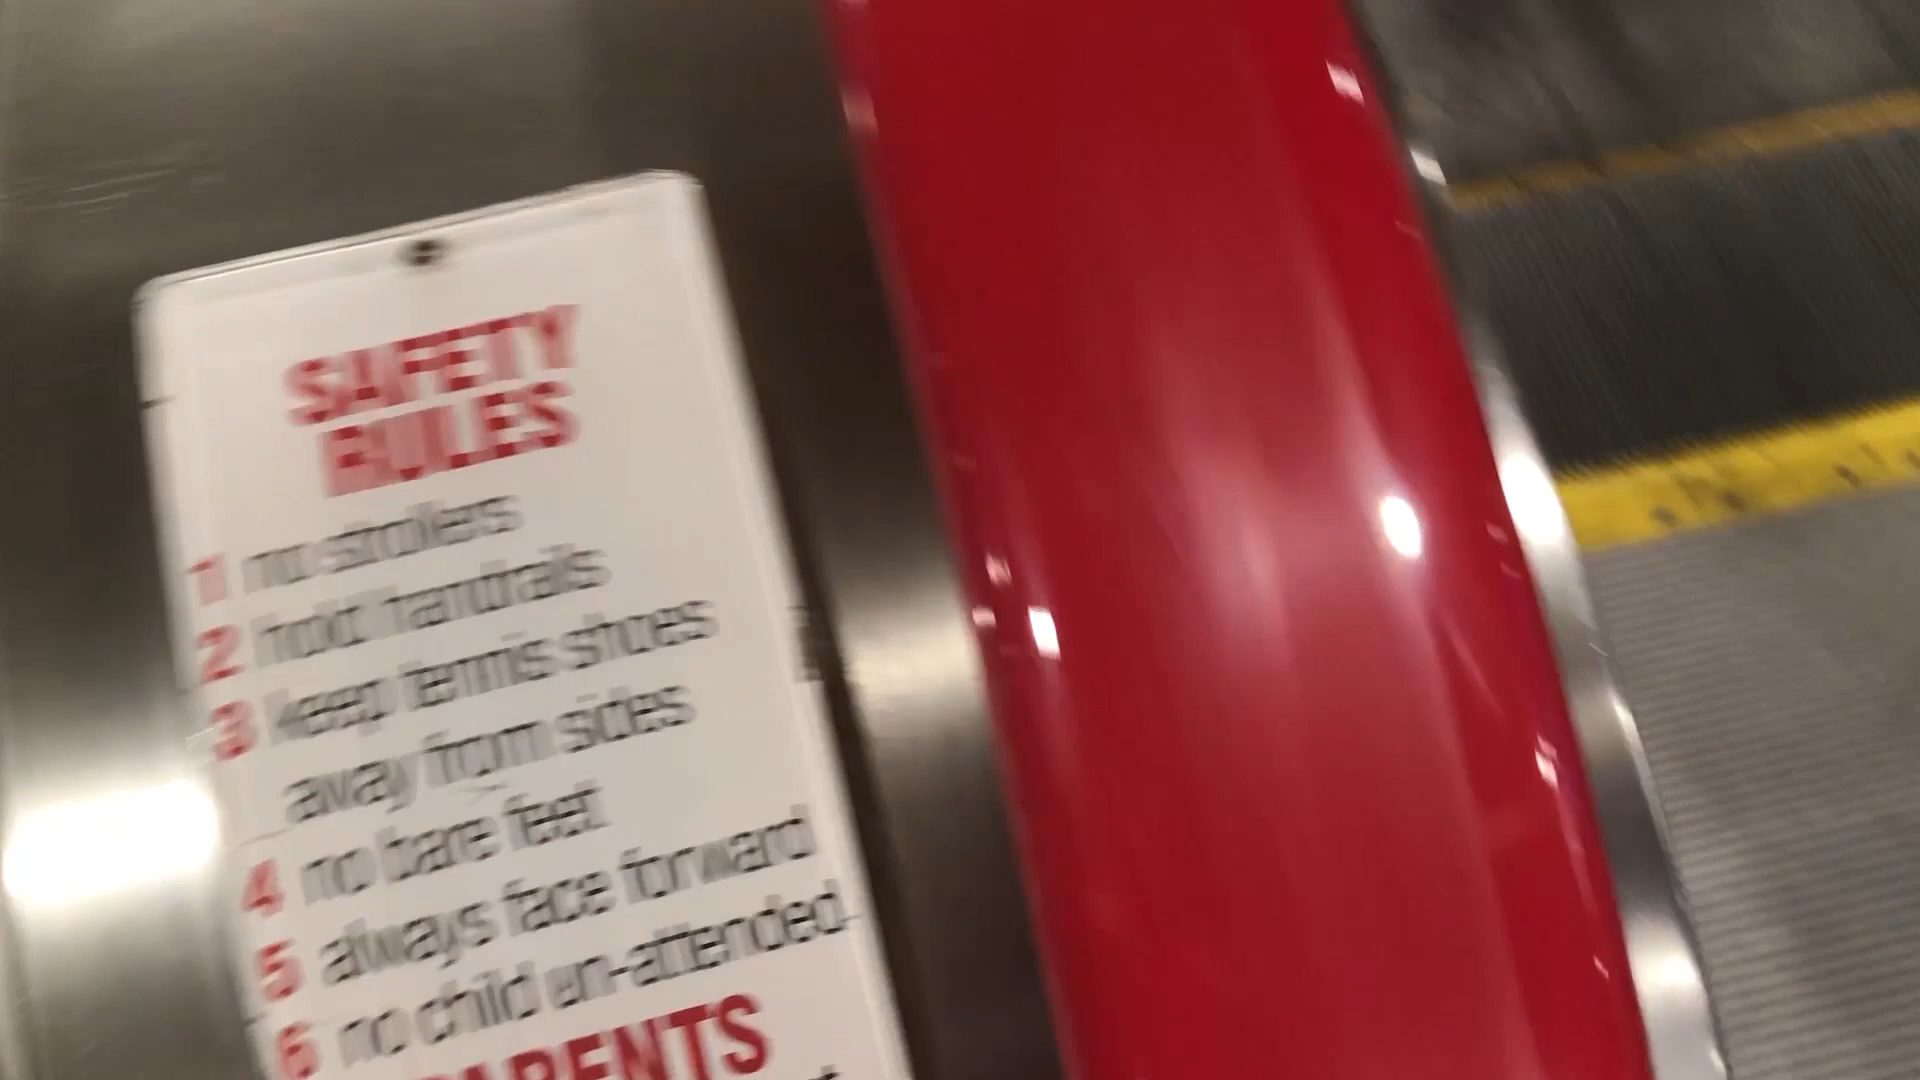 SAFETY
RULES
1 no strollers
2 hold handrails
3 keep tennis shoes
away from sides
4 no bare feet
5 always face forward
6 no child un-attended
PARENTS